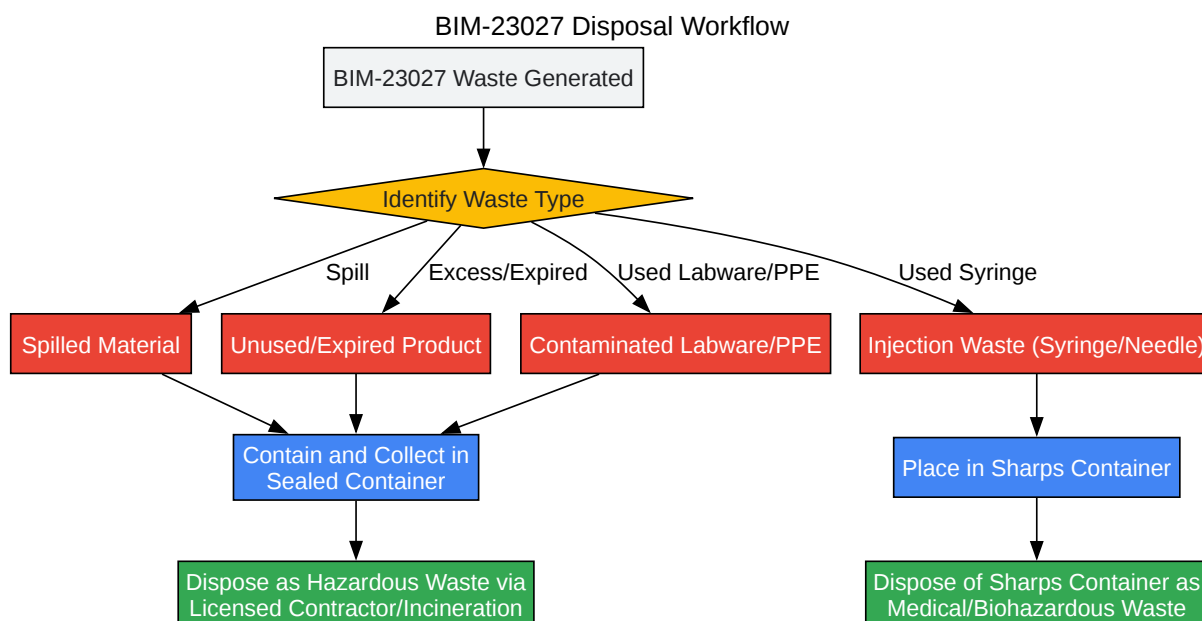 BIM-23027 Disposal Workflow
BIM-23027 Waste Generated
Identify Waste Type
Spill
Excess/Expired
Used Labware/PPE
Used Syringe
Spilled Material
Unused/Expired Product
Contaminated Labware/PPE
Injection Waste (Syringe/Needle)
Contain and Collect in
Sealed Container
Place in Sharps Container
Dispose as Hazardous Waste via
Licensed Contractor/Incineration
Dispose of Sharps Container as
Medical/Biohazardous Waste